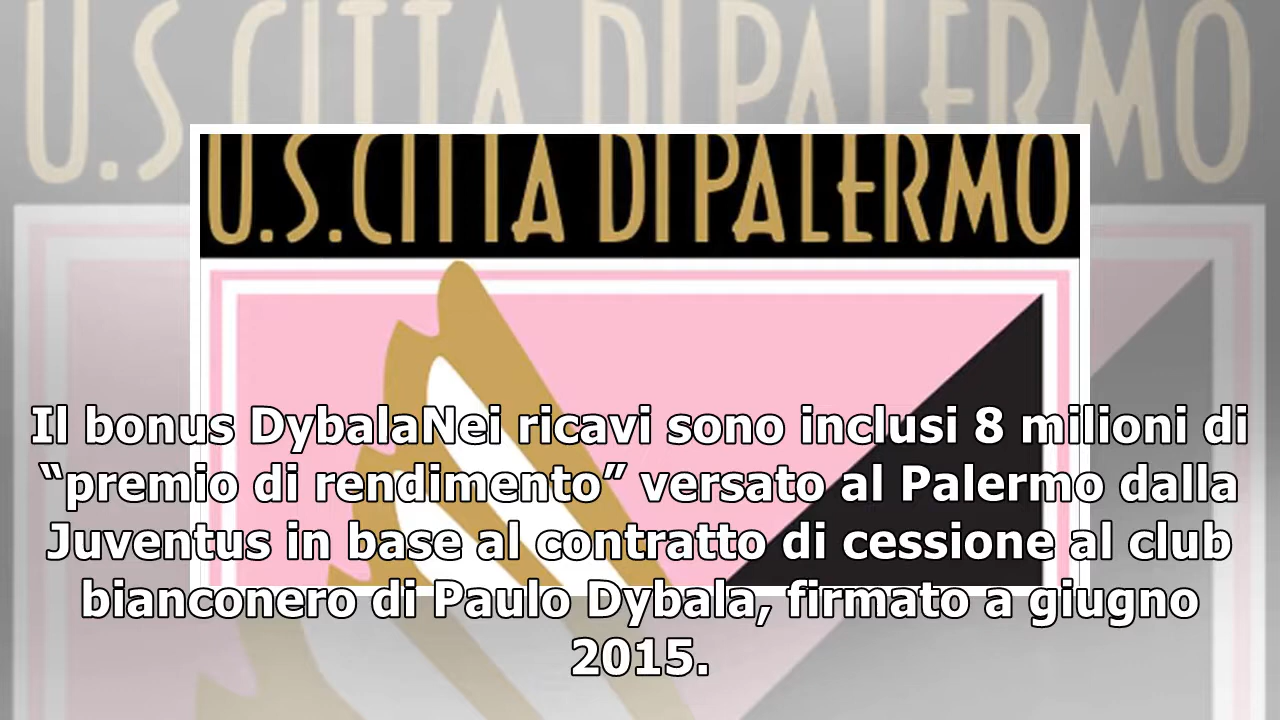 U.S.CITTA DI PALERMO
U.S.CITTA DI PALERMO
Il bonus DybalaNei ricavi sono inclusi 8 milioni di
“premio di rendimento” versato al Palermo dalla
Juventus in base al contratto di cessione al club
bianconero di Paulo Dybala, firmato a giugno
2015.